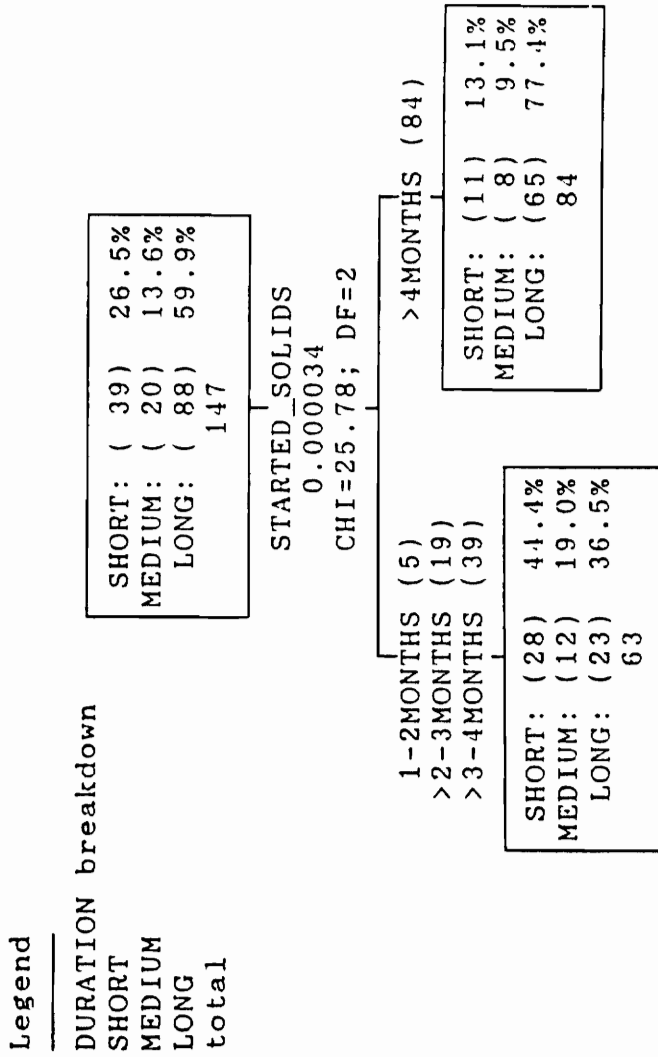 Legend
DURATION breakdown
SHORT
MEDIUM
LONG
total
SHORT: ( 39) 26.5%
MEDIUM: ( 20) 13.6%
LONG: ( 88) 59.9%
147
STARTED_SOLIDS
0.000034
CHI=25.78; DF=2
1-2MONTHS (5)
>2-3MONTHS (19)
>3-4MONTHS (39)
SHORT: (28) 44.4%
MEDIUM: (12) 19.0%
LONG: (23) 36.5%
63
>4MONTHS (84)
SHORT: (11) 13.1%
MEDIUM: ( 8) 9.5%
LONG: (65) 77.4%
84